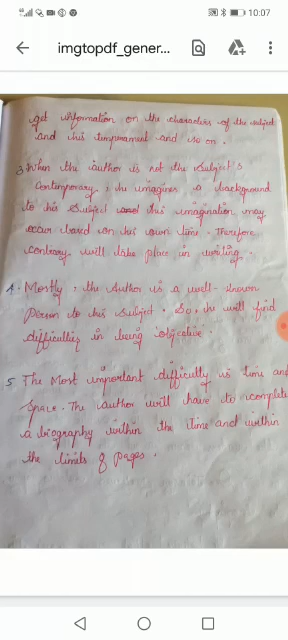 10:07
imgtopdf_gener...
get information on the characters of the subject
and his temperament and so on.
3. When the author is not the subject's
contemporary, he imagines a background
to his subject and this imagination may
occur based on his own time. Therefore
contrary will take place in writing.
4. Mostly, the Author is a well-known
Person to his subject. So, he will find
difficulties in being objective.
5. The Most important difficulty is time and
space. The author will have to complete
a biography within the time and within
the limits of pages.